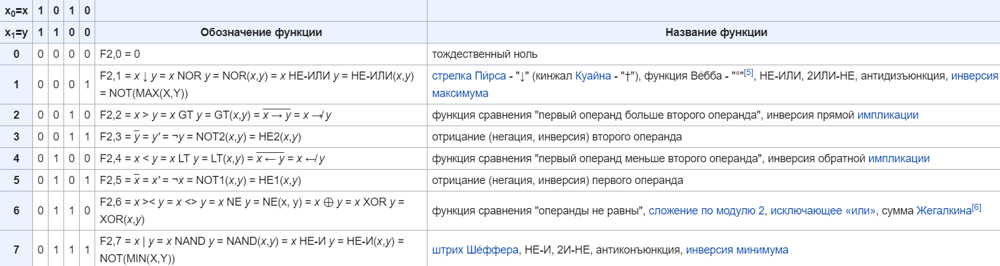 x₀=x 1 0 1 0
x₁=y 1 1 0 0 Обозначение функции Название функции
0 0 0 0 0 F2,0 = 0 тождественный ноль
1 0 0 0 1 F2,1 = x ↓ y = x NOR y = NOR(x,y) = x НЕ-ИЛИ y = НЕ-ИЛИ(x,y)
= NOT(MAX(X,Y))
стрелка Пи́рса - "↓" (кинжал Куайна - "†"), функция Ве́бба - "°"[5], НЕ-ИЛИ, 2ИЛИ-НЕ, антидизъюнкция, инверсия
максимума
2 0 0 1 0 F2,2 = x > y = x GT y = GT(x,y) = x̅ ̅→̅ ̅y̅ = x ↛ y функция сравнения "первый операнд больше второго операнда", инверсия прямой импликации
3 0 0 1 1 F2,3 = y̅ = y′ = ¬y = NOT2(x,y) = НЕ2(x,y) отрицание (негация, инверсия) второго операнда
4 0 1 0 0 F2,4 = x < y = x LT y = LT(x,y) = x̅ ̅←̅ ̅y̅ = x ↚ y функция сравнения "первый операнд меньше второго операнда", инверсия обратной импликации
5 0 1 0 1 F2,5 = x̅ = x′ = ¬x = NOT1(x,y) = НЕ1(x,y) отрицание (негация, инверсия) первого операнда
6 0 1 1 0 F2,6 = x >< y = x <> y = x NE y = NE(x, y) = x ⊕ y = x XOR y =
XOR(x,y)
функция сравнения "операнды не равны", сложение по модулю 2, исключающее «или», сумма Жегалкина[6]
7 0 1 1 1 F2,7 = x | y = x NAND y = NAND(x,y) = x НЕ-И y = НЕ-И(x,y) =
NOT(MIN(X,Y))
штрих Ше́ффера, НЕ-И, 2И-НЕ, антиконъюнкция, инверсия минимума